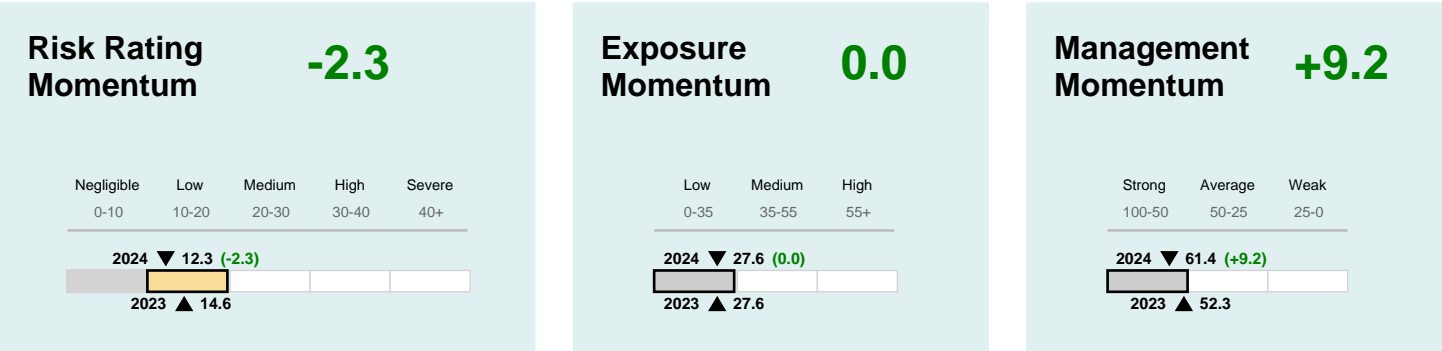 Risk Rating
Momentum
-2.3
Negligible Low Medium High Severe
0-10 10-20 20-30 30-40 40+
2024 ▼ 12.3 (-2.3)
2023 ▲ 14.6
Exposure
Momentum
0.0
Low Medium High
0-35 35-55 55+
2024 ▼ 27.6 (0.0)
2023 ▲ 27.6
Management
Momentum
+9.2
Strong Average Weak
100-50 50-25 25-0
2024 ▼ 61.4 (+9.2)
2023 ▲ 52.3